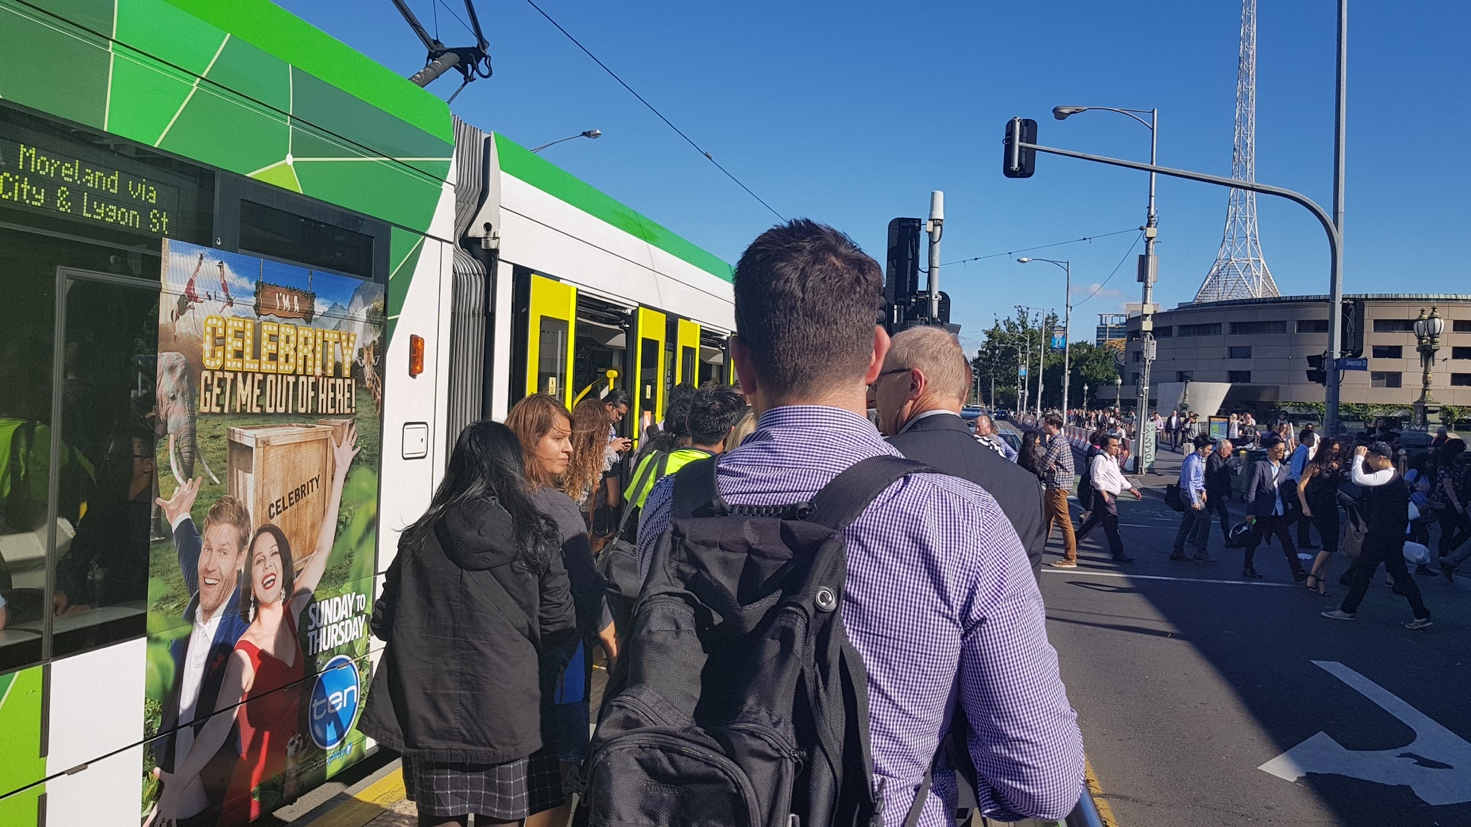 Moreland via
City & Lygon St
I'M A
CELEBRITY
GET ME OUT OF HERE!
CELEBRITY
SUNDAY TO
THURSDAY
ten